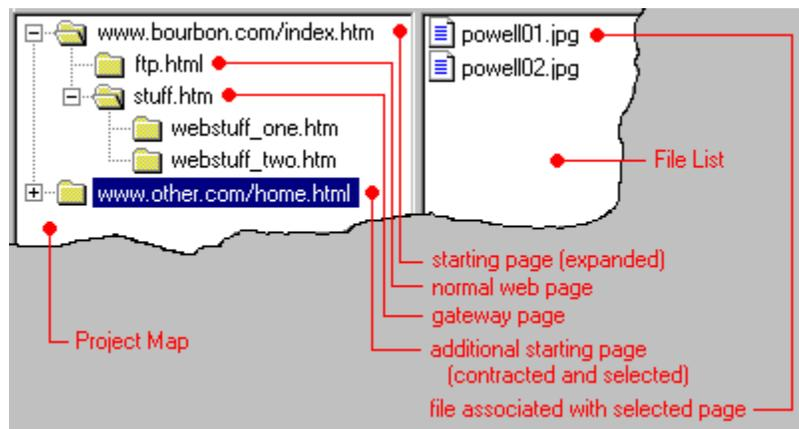 www.bourbon.com/index.htm
ftp.html
stuff.htm
webstuff_one.htm
webstuff_two.htm
www.other.com/home.html
powell01.jpg
powell02.jpg
File List
starting page (expanded)
normal web page
gateway page
Project Map
additional starting page
(contracted and selected)
file associated with selected page